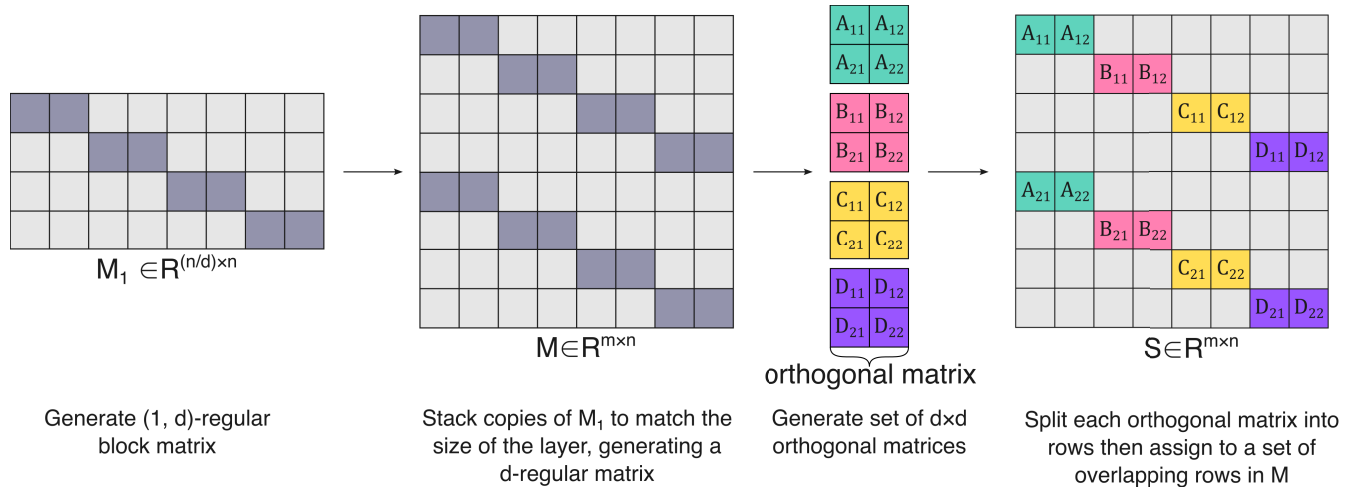 A₁₁ A₁₂
A₂₁ A₂₂
B₁₁ B₁₂
B₂₁ B₂₂
C₁₁ C₁₂
C₂₁ C₂₂
D₁₁ D₁₂
D₂₁ D₂₂
A₁₁ A₁₂
B₁₁ B₁₂
C₁₁ C₁₂
D₁₁ D₁₂
A₂₁ A₂₂
B₂₁ B₂₂
C₂₁ C₂₂
D₂₁ D₂₂
M₁ ∈R⁽ⁿ/ᵈ⁾ˣⁿ
M∈Rᵐˣⁿ
orthogonal matrix
S∈Rᵐˣⁿ
Generate (1, d)-regular
block matrix
Stack copies of M₁ to match the
size of the layer, generating a
d-regular matrix
Generate set of d×d
orthogonal matrices
Split each orthogonal matrix into
rows then assign to a set of
overlapping rows in M